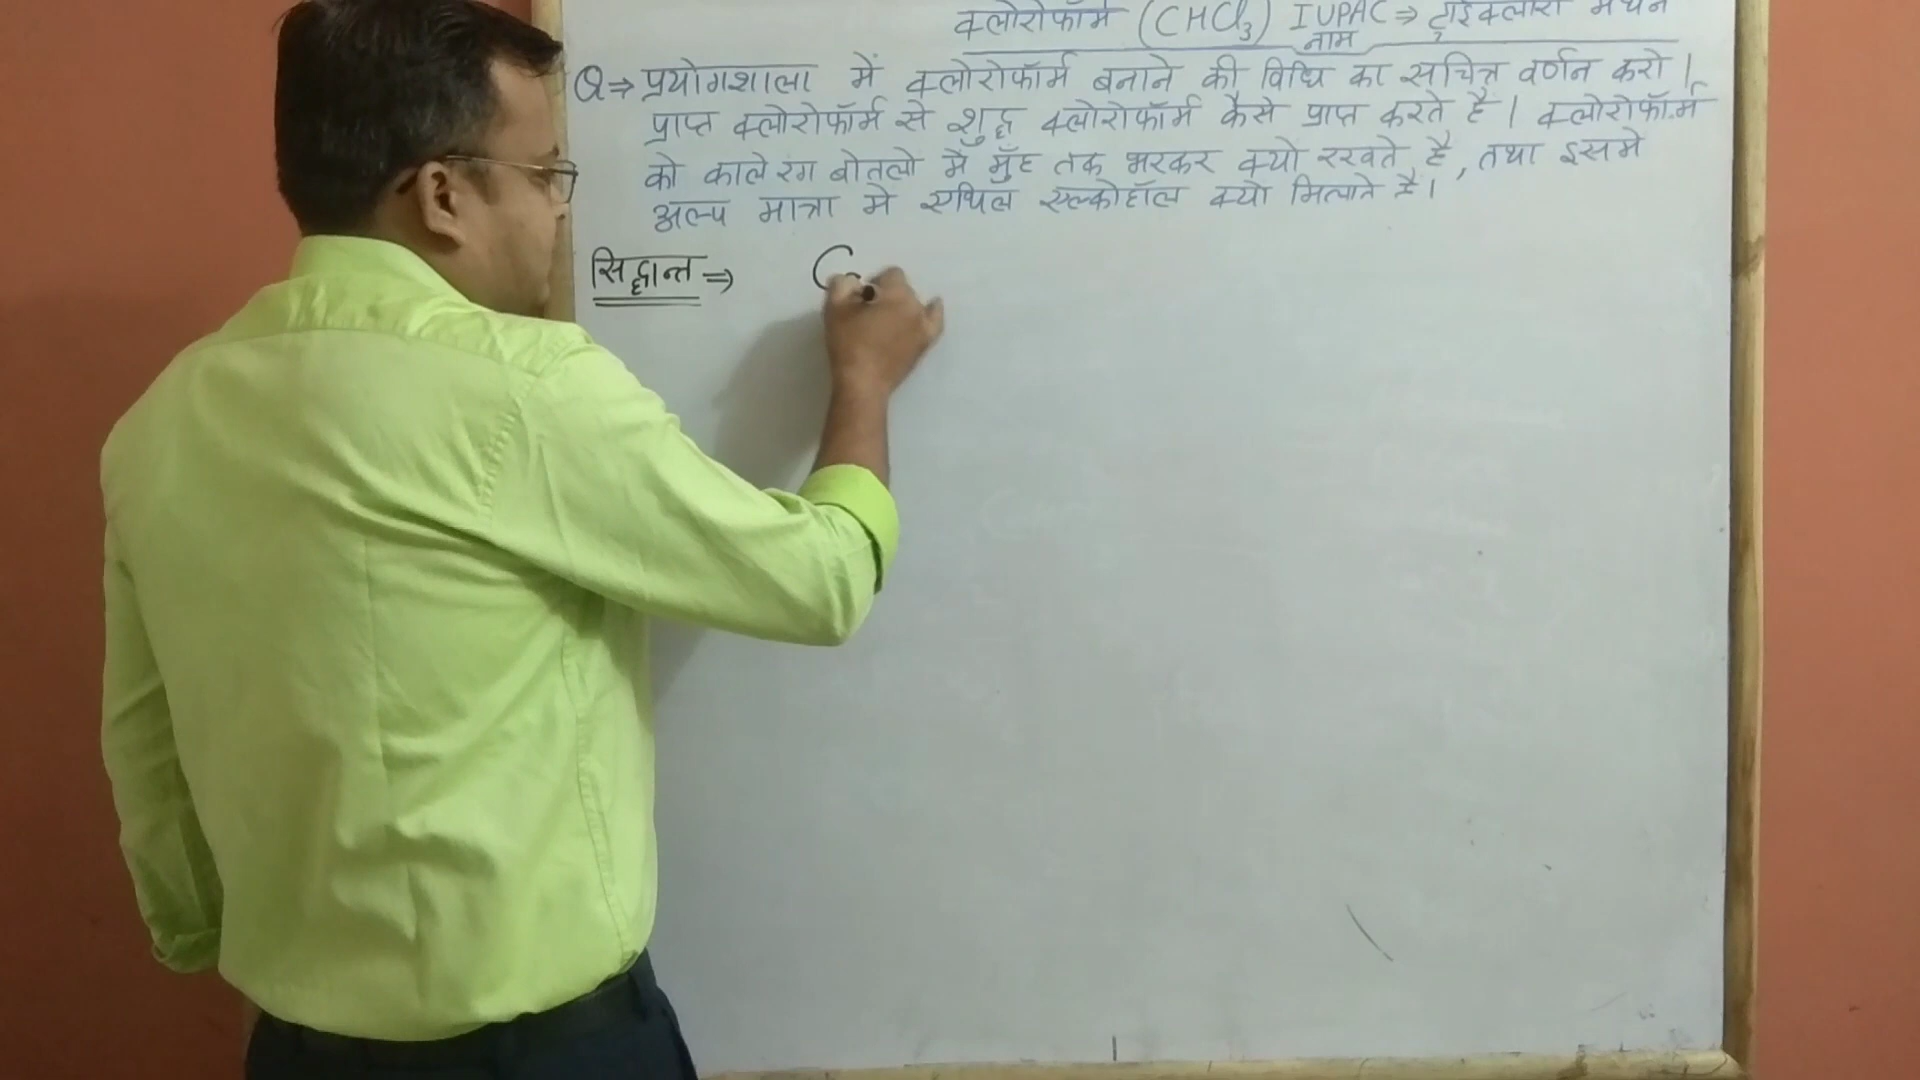 क्लोरोफॉर्म (CHCl₃) IUPAC ⇒ ट्राइक्लोरो मेथेन
नाम
Q ⇒ प्रयोगशाला में क्लोरोफॉर्म बनाने की विधि का सचित्र वर्णन करो।
प्राप्त क्लोरोफॉर्म से शुद्ध क्लोरोफॉर्म कैसे प्राप्त करते है। क्लोरोफॉर्म
को काले रंग बोतलो मे मुँह तक भरकर क्यो रखते है, तथा इसमे
अल्प मात्रा मे एथिल एल्कोहॉल क्यो मिलाते है।
सिद्धान्त ⇒ C